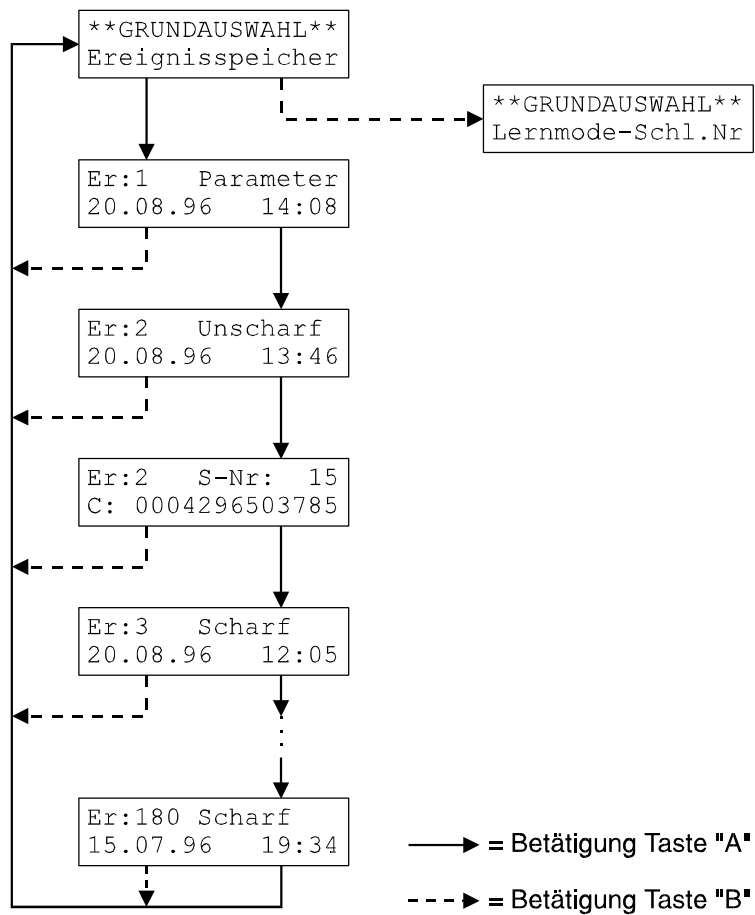 **GRUNDAUSWAHL**
Ereignisspeicher
**GRUNDAUSWAHL**
Lernmode-Schl.Nr
Er:1 Parameter
20.08.96 14:08
Er:2 Unscharf
20.08.96 13:46
Er:2 S-Nr: 15
C: 0004296503785
Er:3 Scharf
20.08.96 12:05
Er:180 Scharf
15.07.96 19:34
= Betätigung Taste "A"
= Betätigung Taste "B"